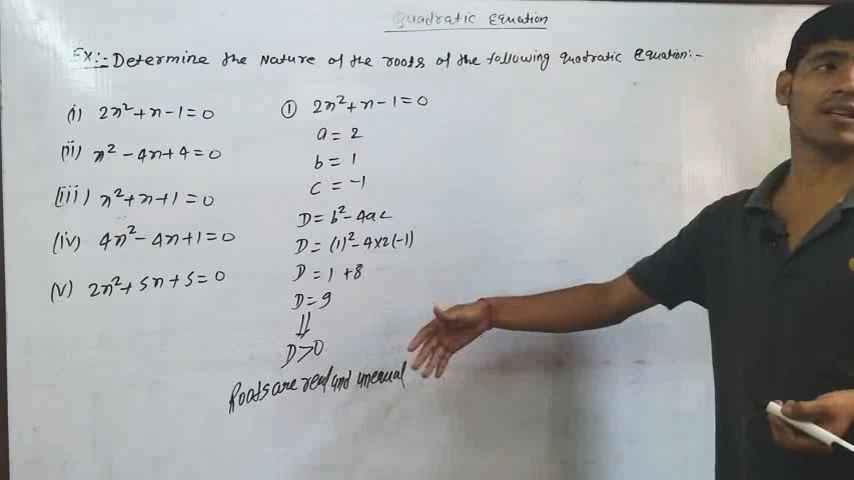 Quadratic Equation
Ex:- Determine the Nature of the roots of the following quadratic Equation:-
(i) 2x²+x-1=0
(ii) x²-4x+4=0
(iii) x²+x+1=0
(iv) 4x²-4x+1=0
(v) 2x²+5x+5=0
① 2x²+x-1=0
a = 2
b = 1
c = -1
D = b²-4ac
D = (1)²-4×2(-1)
D = 1+8
D = 9
⇓
D>0
Roots are real and unequal